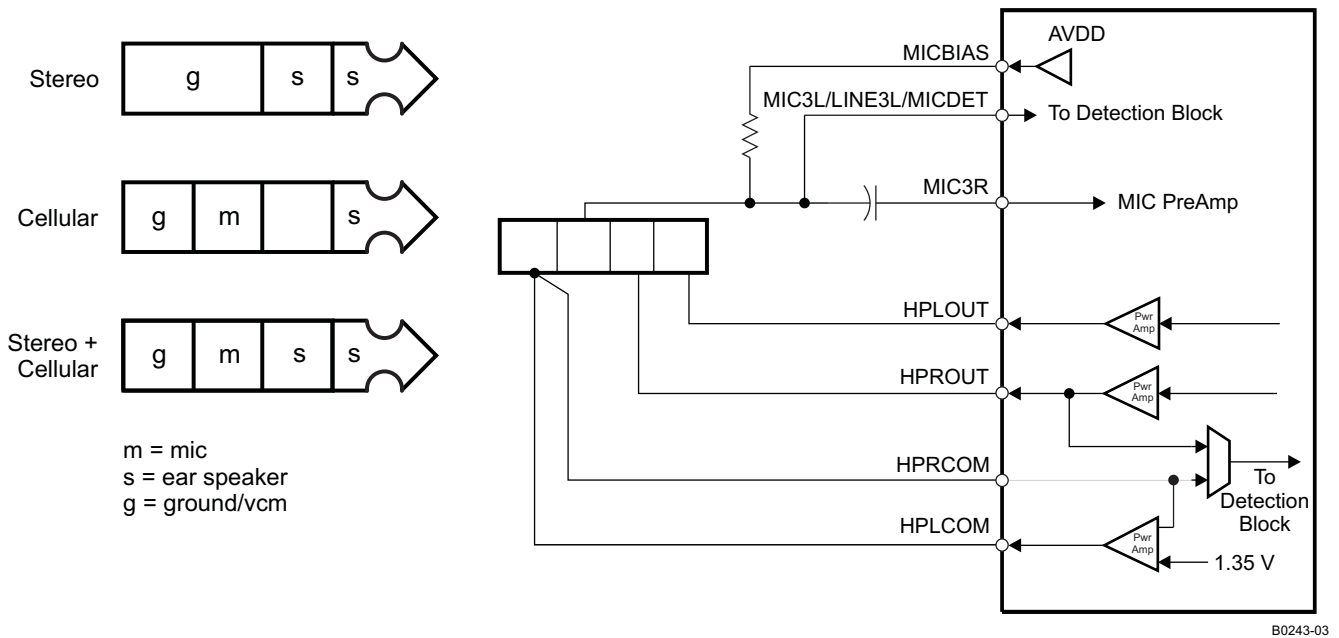 Stereo
g
s
s
Cellular
g
m
s
Stereo +
Cellular
g
m
s
s
m = mic
s = ear speaker
g = ground/vcm
AVDD
MICBIAS
MIC3L/LINE3L/MICDET
To Detection Block
MIC3R
MIC PreAmp
HPLOUT
Pwr
Amp
HPROUT
Pwr
Amp
HPRCOM
To
Detection
Block
HPLCOM
Pwr
Amp
1.35 V
B0243-03